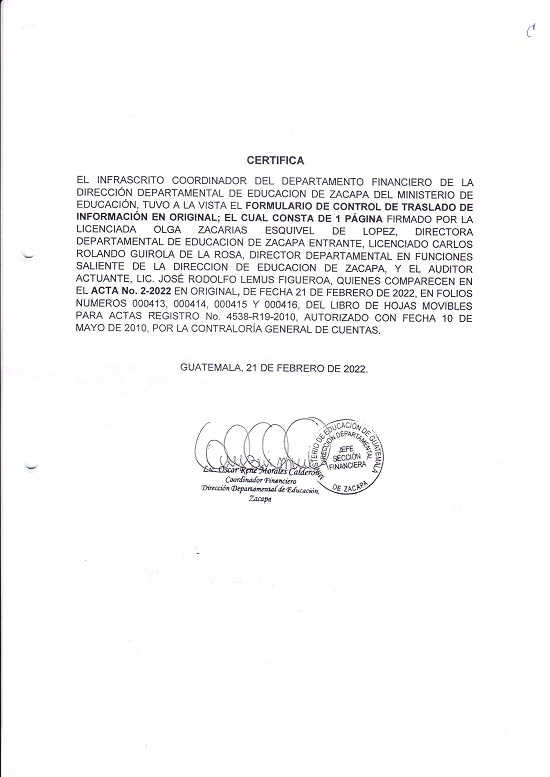 CERTIFICA
EL INFRASCRITO COORDINADOR DEL DEPARTAMENTO FINANCIERO DE LA
DIRECCIÓN DEPARTAMENTAL DE EDUCACION DE ZACAPA DEL MINISTERIO DE
EDUCACIÓN, TUVO A LA VISTA EL FORMULARIO DE CONTROL DE TRASLADO DE
INFORMACIÓN EN ORIGINAL; EL CUAL CONSTA DE 1 PÁGINA FIRMADO POR LA
LICENCIADA OLGA ZACARIAS ESQUIVEL DE LOPEZ, DIRECTORA
DEPARTAMENTAL DE EDUCACION DE ZACAPA ENTRANTE, LICENCIADO CARLOS
ROLANDO GUIROLA DE LA ROSA, DIRECTOR DEPARTAMENTAL EN FUNCIONES
SALIENTE DE LA DIRECCION DE EDUCACION DE ZACAPA, Y EL AUDITOR
ACTUANTE, LIC. JOSÉ RODOLFO LEMUS FIGUEROA, QUIENES COMPARECEN EN
EL ACTA No. 2-2022 EN ORIGINAL, DE FECHA 21 DE FEBRERO DE 2022, EN FOLIOS
NUMEROS 000413, 000414, 000415 Y 000416, DEL LIBRO DE HOJAS MOVIBLES
PARA ACTAS REGISTRO No. 4538-R19-2010, AUTORIZADO CON FECHA 10 DE
MAYO DE 2010, POR LA CONTRALORÍA GENERAL DE CUENTAS.
GUATEMALA, 21 DE FEBRERO DE 2022.
Lic. Oscar René Morales Calderón
Coordinador Financiero
Dirección Departamental de Educación,
Zacapa
MINISTERIO DE EDUCACIÓN DE GUATEMALA
DIRECCIÓN DEPARTAMENTAL
JEFE
SECCIÓN
FINANCIERA
DE ZACAPA